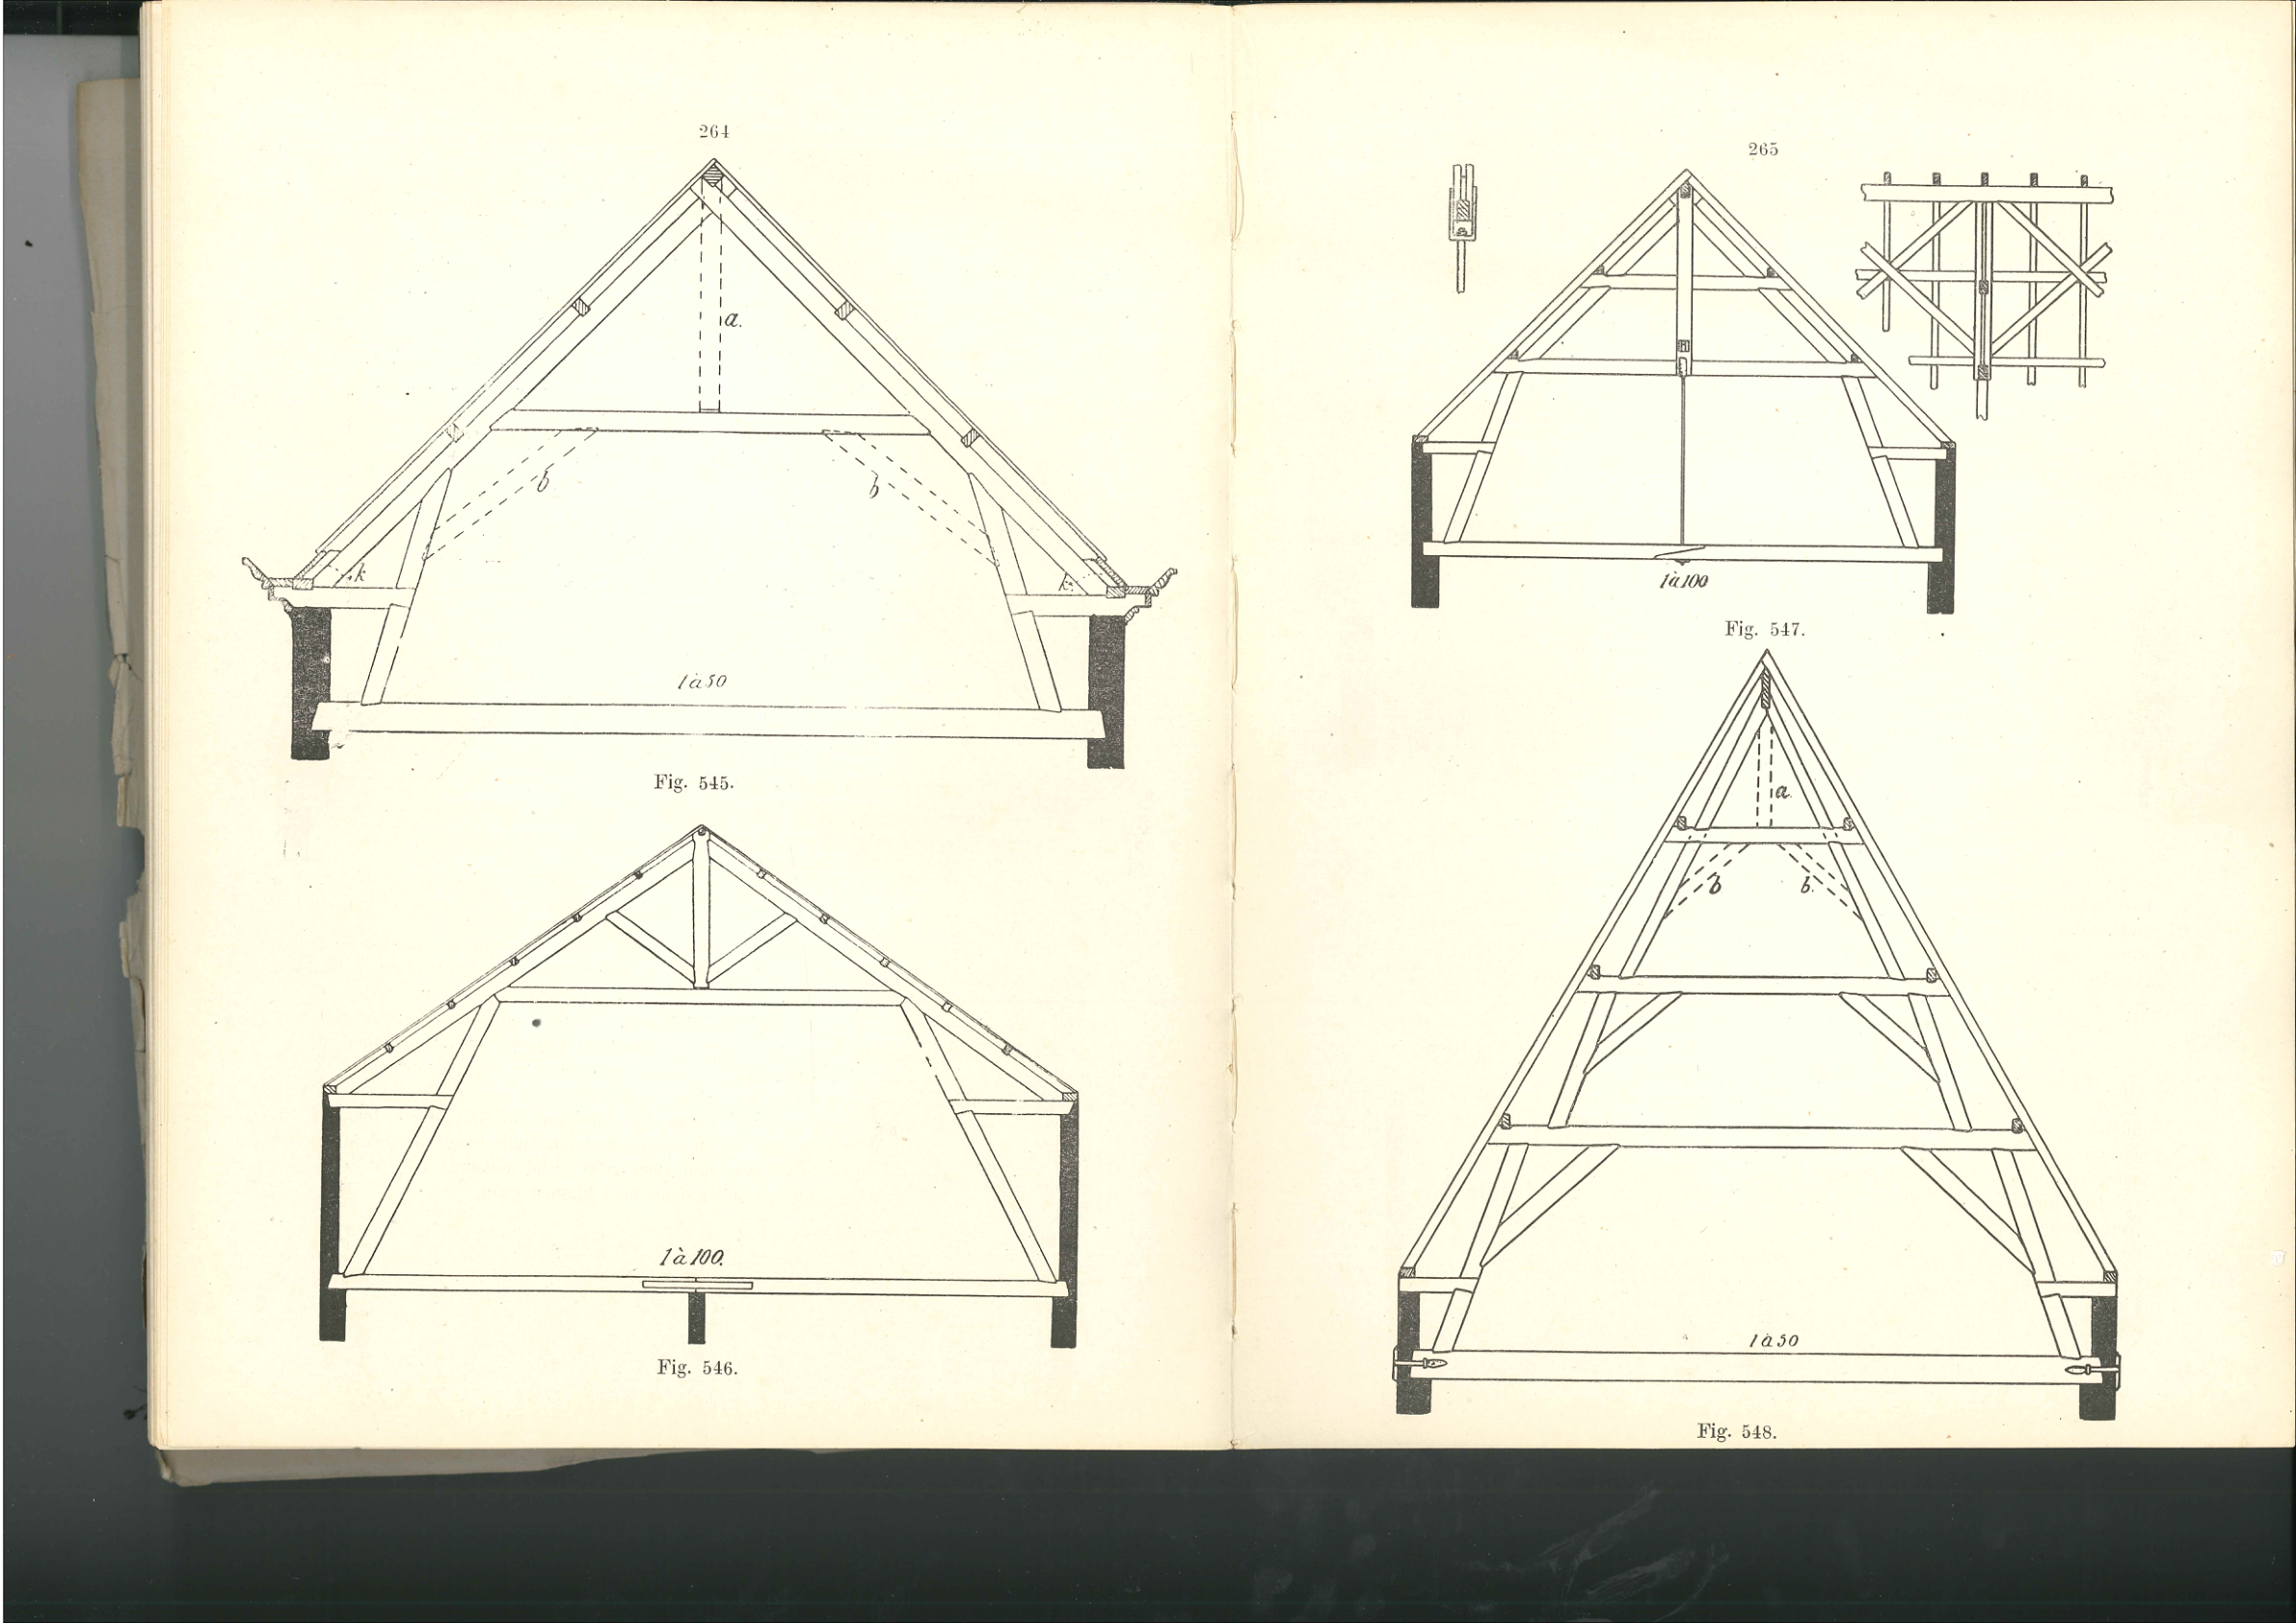 264
a.
b
b
k
k.
1 à 50
Fig. 545.
1 à 100.
Fig. 546.
265
1 à 100
Fig. 547.
a.
b
b.
1 à 50
Fig. 548.